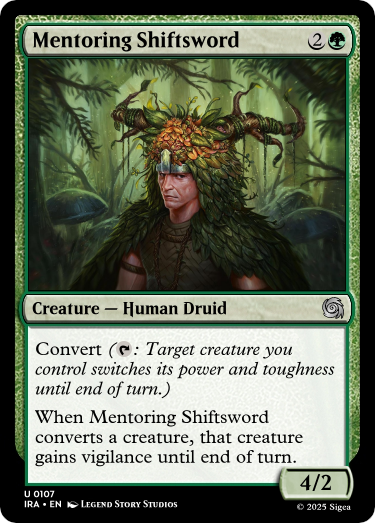 Mentoring Shiftsword 2
Creature — Human Druid
Convert (: Target creature you
control switches its power and toughness
until end of turn.)
When Mentoring Shiftsword
converts a creature, that creature
gains vigilance until end of turn.
4/2
U 0107
IRA • EN Legend Story Studios
© 2025 Sigea